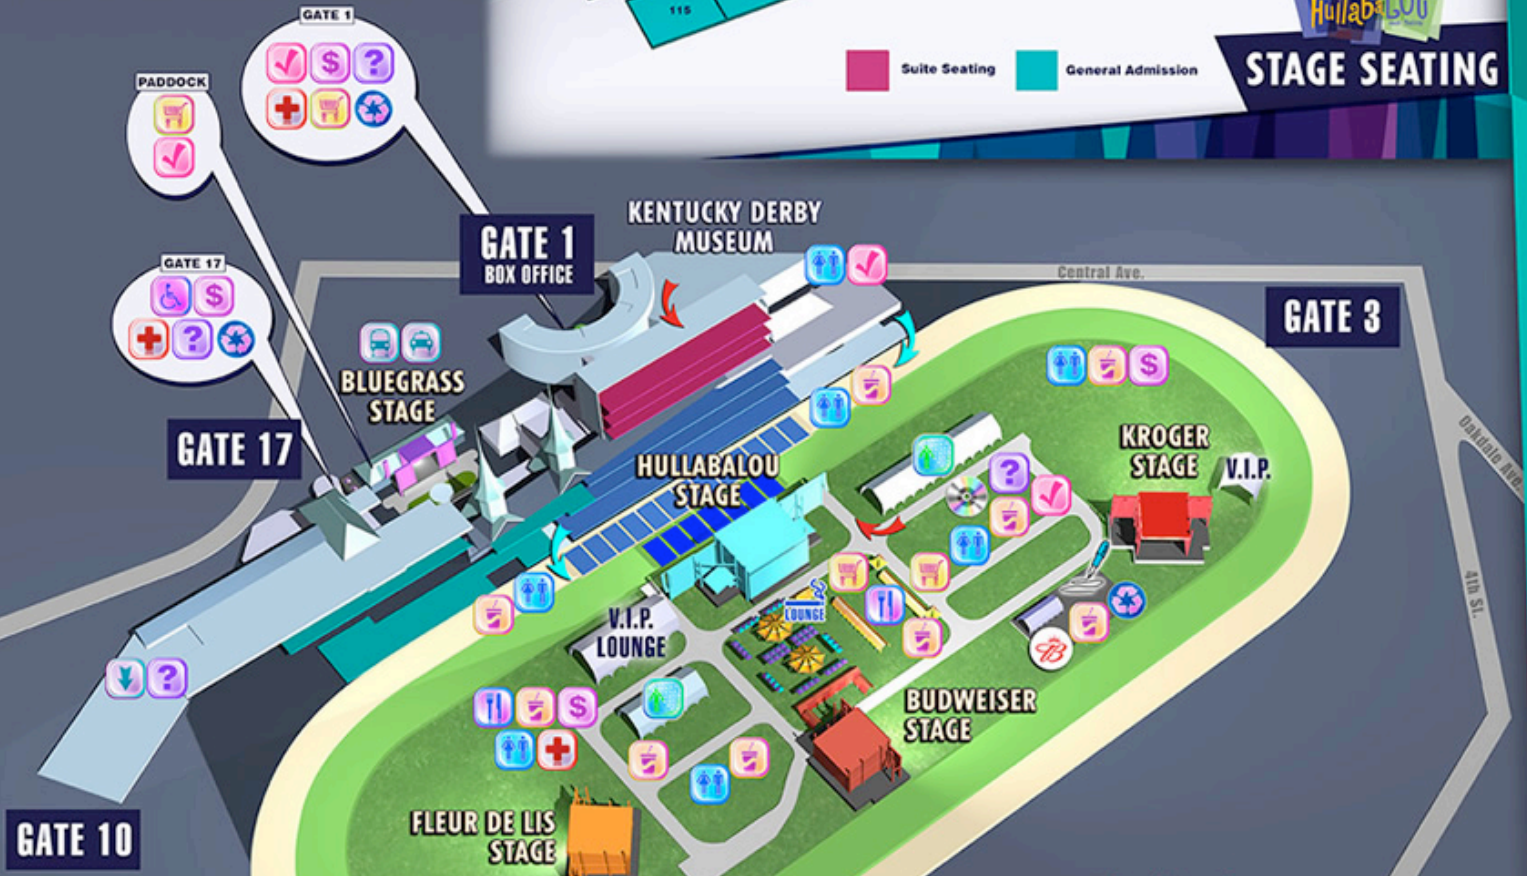 GATE 1
115
HullabaLOU
Suite Seating
General Admission
STAGE SEATING
PADDOCK
KENTUCKY DERBY
MUSEUM
GATE 1
BOX OFFICE
GATE 17
Central Ave.
GATE 3
BLUEGRASS
STAGE
GATE 17
HULLABALOU
STAGE
KROGER
STAGE
V.I.P.
Oakdale Ave.
4th St.
V.I.P.
LOUNGE
LOUNGE
B
BUDWEISER
STAGE
FLEUR DE LIS
STAGE
GATE 10